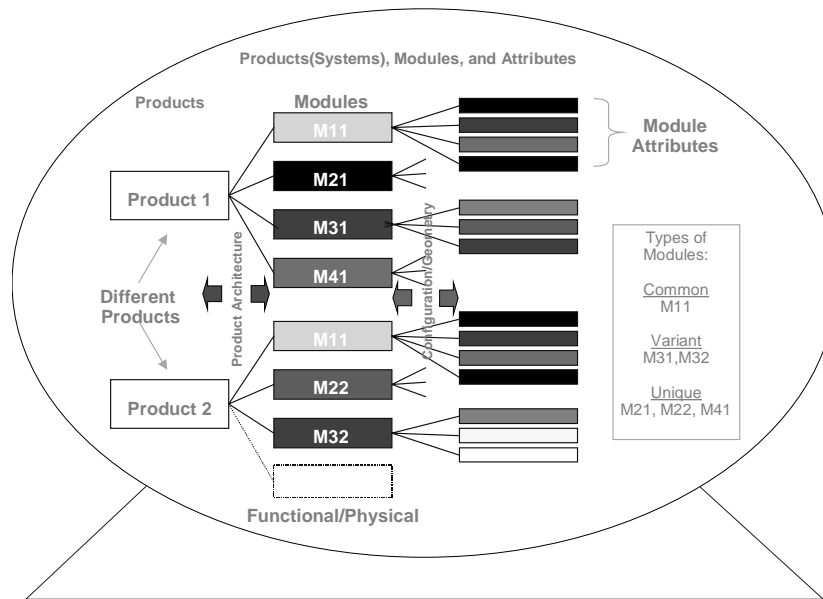 Products(Systems), Modules, and Attributes
Products
Modules
M11
Module
Attributes
M21
Product 1
M31
M41
Different
Products
Product Architecture
Configuration/Geometry
M11
M22
Product 2
M32
Functional/Physical
Types of
Modules:
Common
M11
Variant
M31,M32
Unique
M21, M22, M41